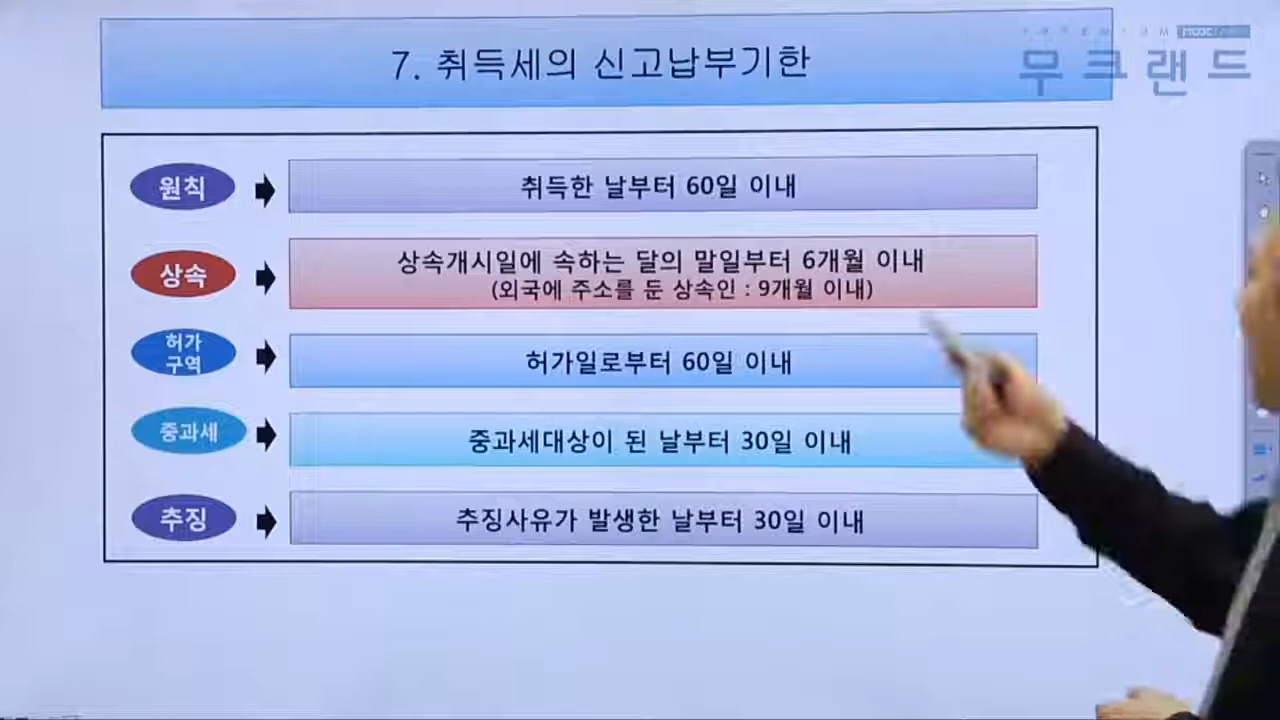 7. 취득세의 신고납부기한
무크랜드
원칙
취득한 날부터 60일 이내
상속
상속개시일에 속하는 달의 말일부터 6개월 이내
(외국에 주소를 둔 상속인 : 9개월 이내)
허가
구역
허가일로부터 60일 이내
중과세
중과세대상이 된 날부터 30일 이내
추징
추징사유가 발생한 날부터 30일 이내